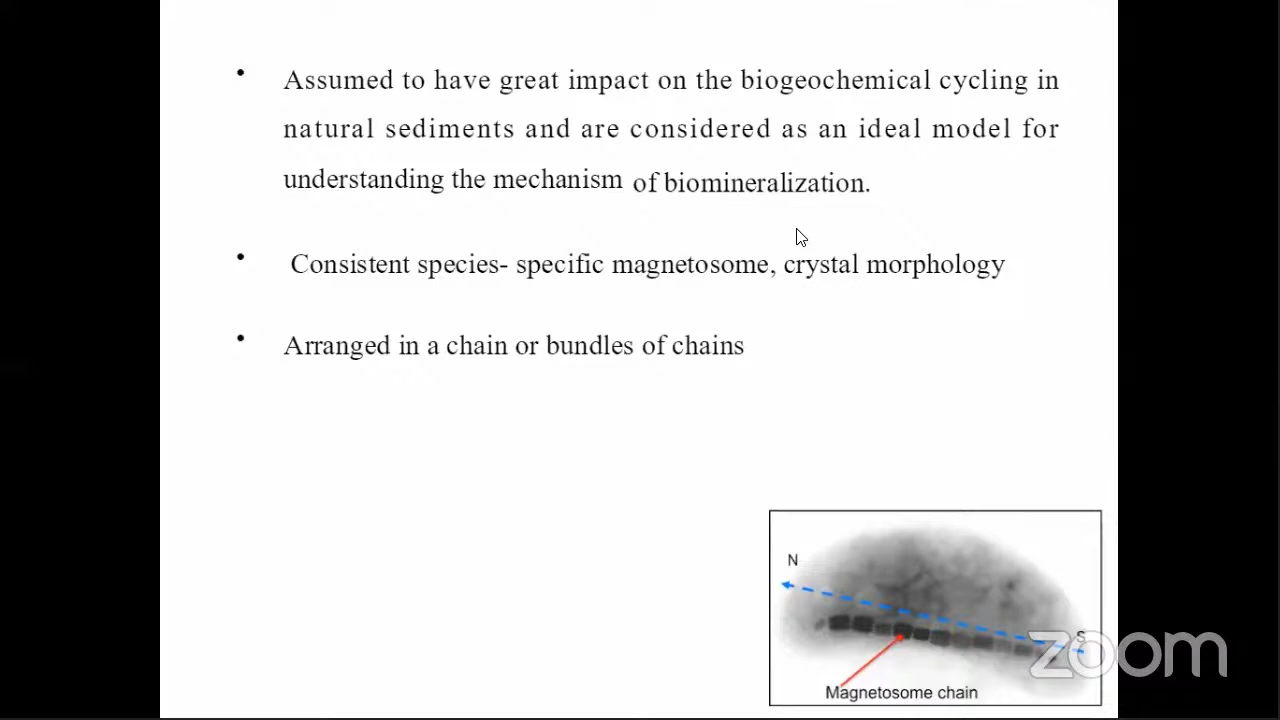 • Assumed to have great impact on the biogeochemical cycling in
natural sediments and are considered as an ideal model for
understanding the mechanism of biomineralization.
• Consistent species- specific magnetosome, crystal morphology
• Arranged in a chain or bundles of chains
N
S
Magnetosome chain
zoom